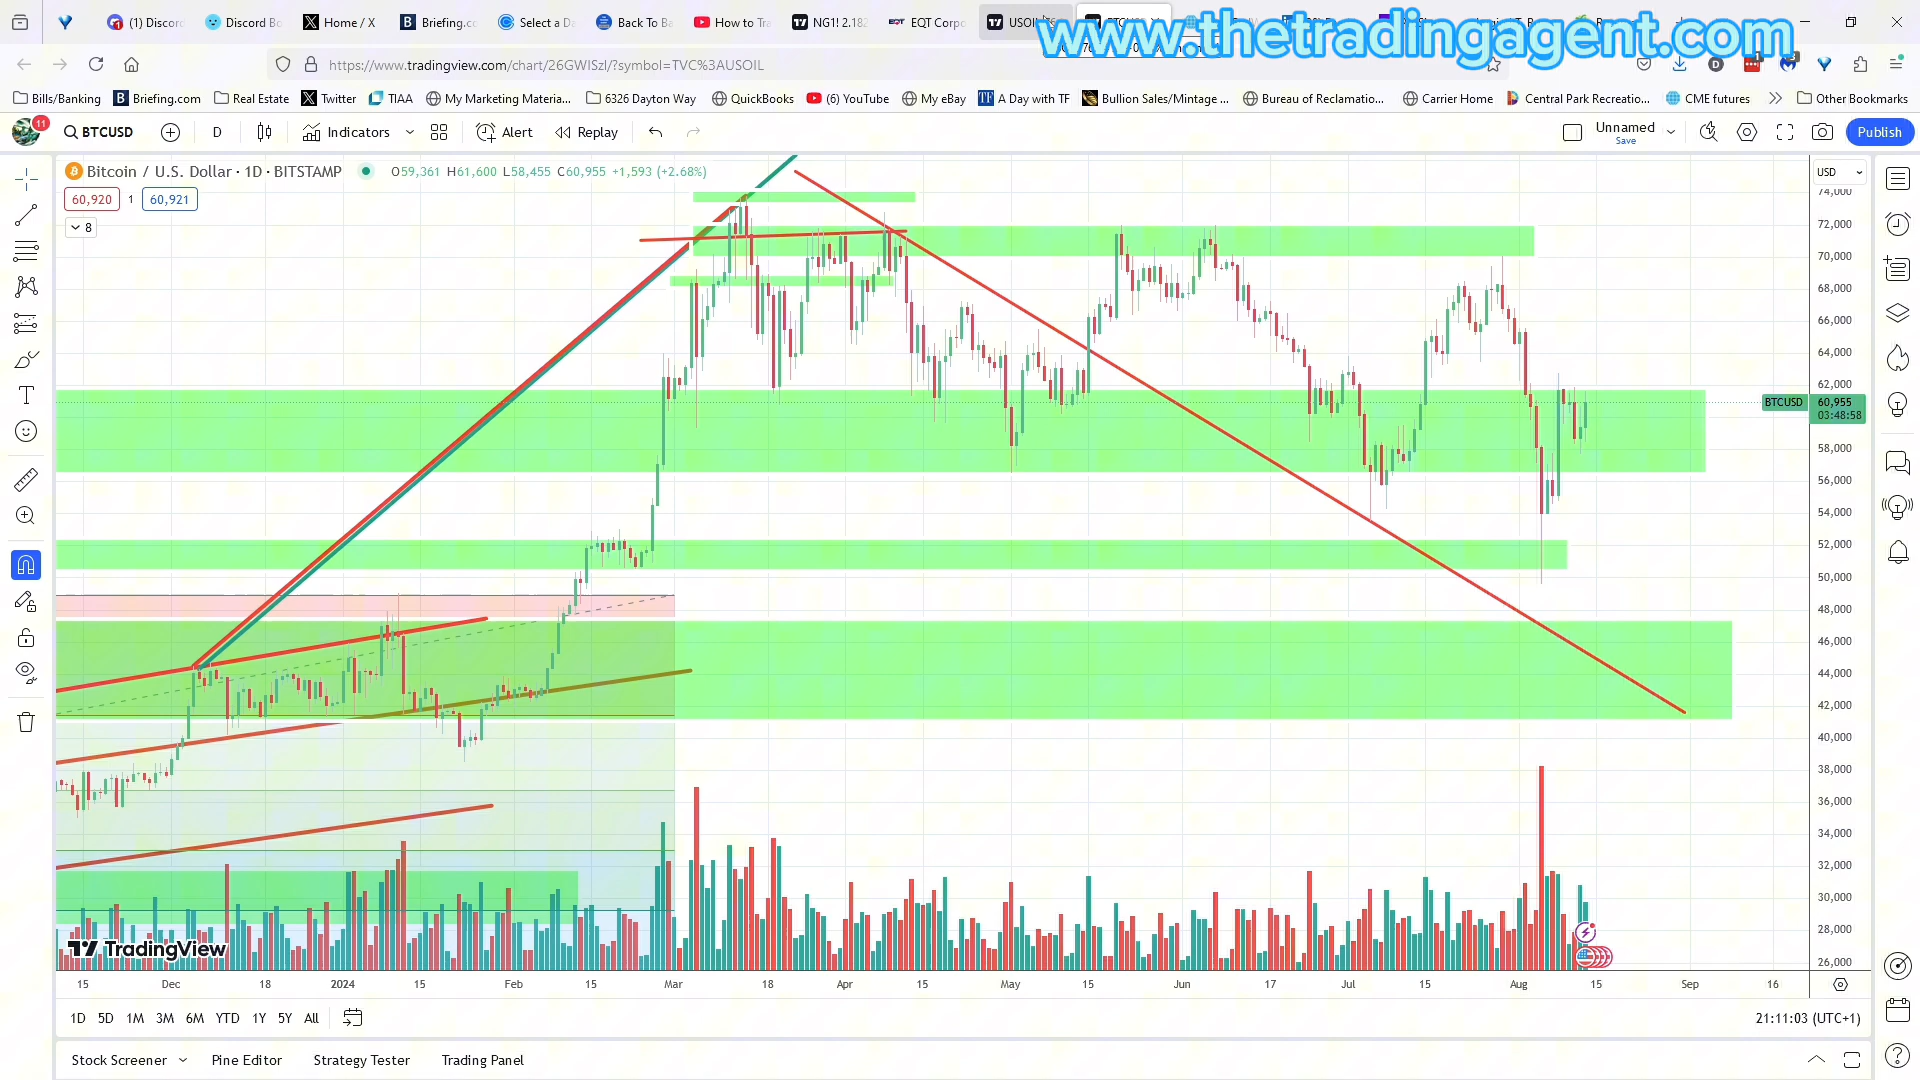 (1) Discord
Discord Bo
Home / X
Briefing.c
Select a Da
Back To Ba
How to Tra
NG1! 2.182
EQT Corpo
USOIL
www.thetradingagent.com
https://www.tradingview.com/chart/26GWISzl/?symbol=TVC%3AUSOIL
Bills/Banking
Briefing.com
Real Estate
Twitter
TIAA
My Marketing Materia...
6326 Dayton Way
QuickBooks
(6) YouTube
My eBay
A Day with TF
Bullion Sales/Mintage ...
Bureau of Reclamatio...
Carrier Home
Central Park Recreatio...
CME futures
Other Bookmarks
11
BTCUSD
D
Indicators
Alert
Replay
Unnamed
Save
Publish
Bitcoin / U.S. Dollar · 1D · BITSTAMP
O59,361 H61,600 L58,455 C60,955 +1,593 (+2.68%)
60,920
1
60,921
8
USD
74,000
72,000
70,000
68,000
66,000
64,000
62,000
BTCUSD
60,955
03:48:58
58,000
56,000
54,000
52,000
50,000
48,000
46,000
44,000
42,000
40,000
38,000
36,000
34,000
32,000
30,000
28,000
26,000
TradingView
15
Dec
18
2024
15
Feb
15
Mar
18
Apr
15
May
15
Jun
17
Jul
15
Aug
15
Sep
16
1D
5D
1M
3M
6M
YTD
1Y
5Y
All
21:11:03 (UTC+1)
Stock Screener
Pine Editor
Strategy Tester
Trading Panel